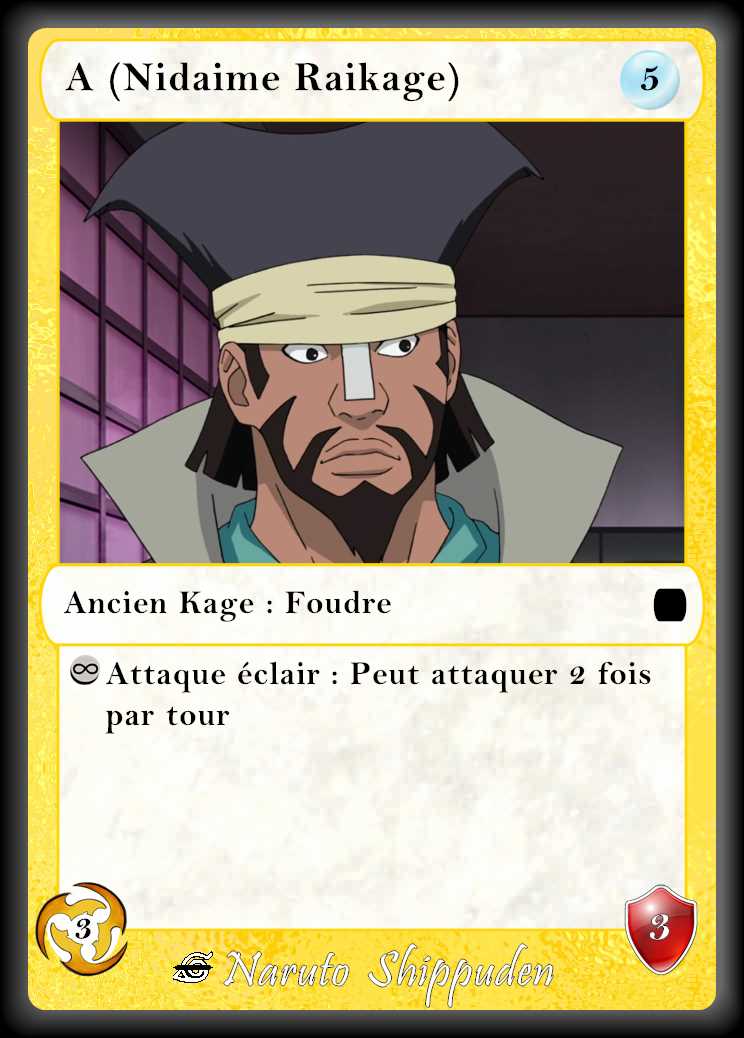 A (Nidaime Raikage)
5
Ancien Kage : Foudre
∞ Attaque éclair : Peut attaquer 2 fois
par tour
3
3
Naruto Shippuden